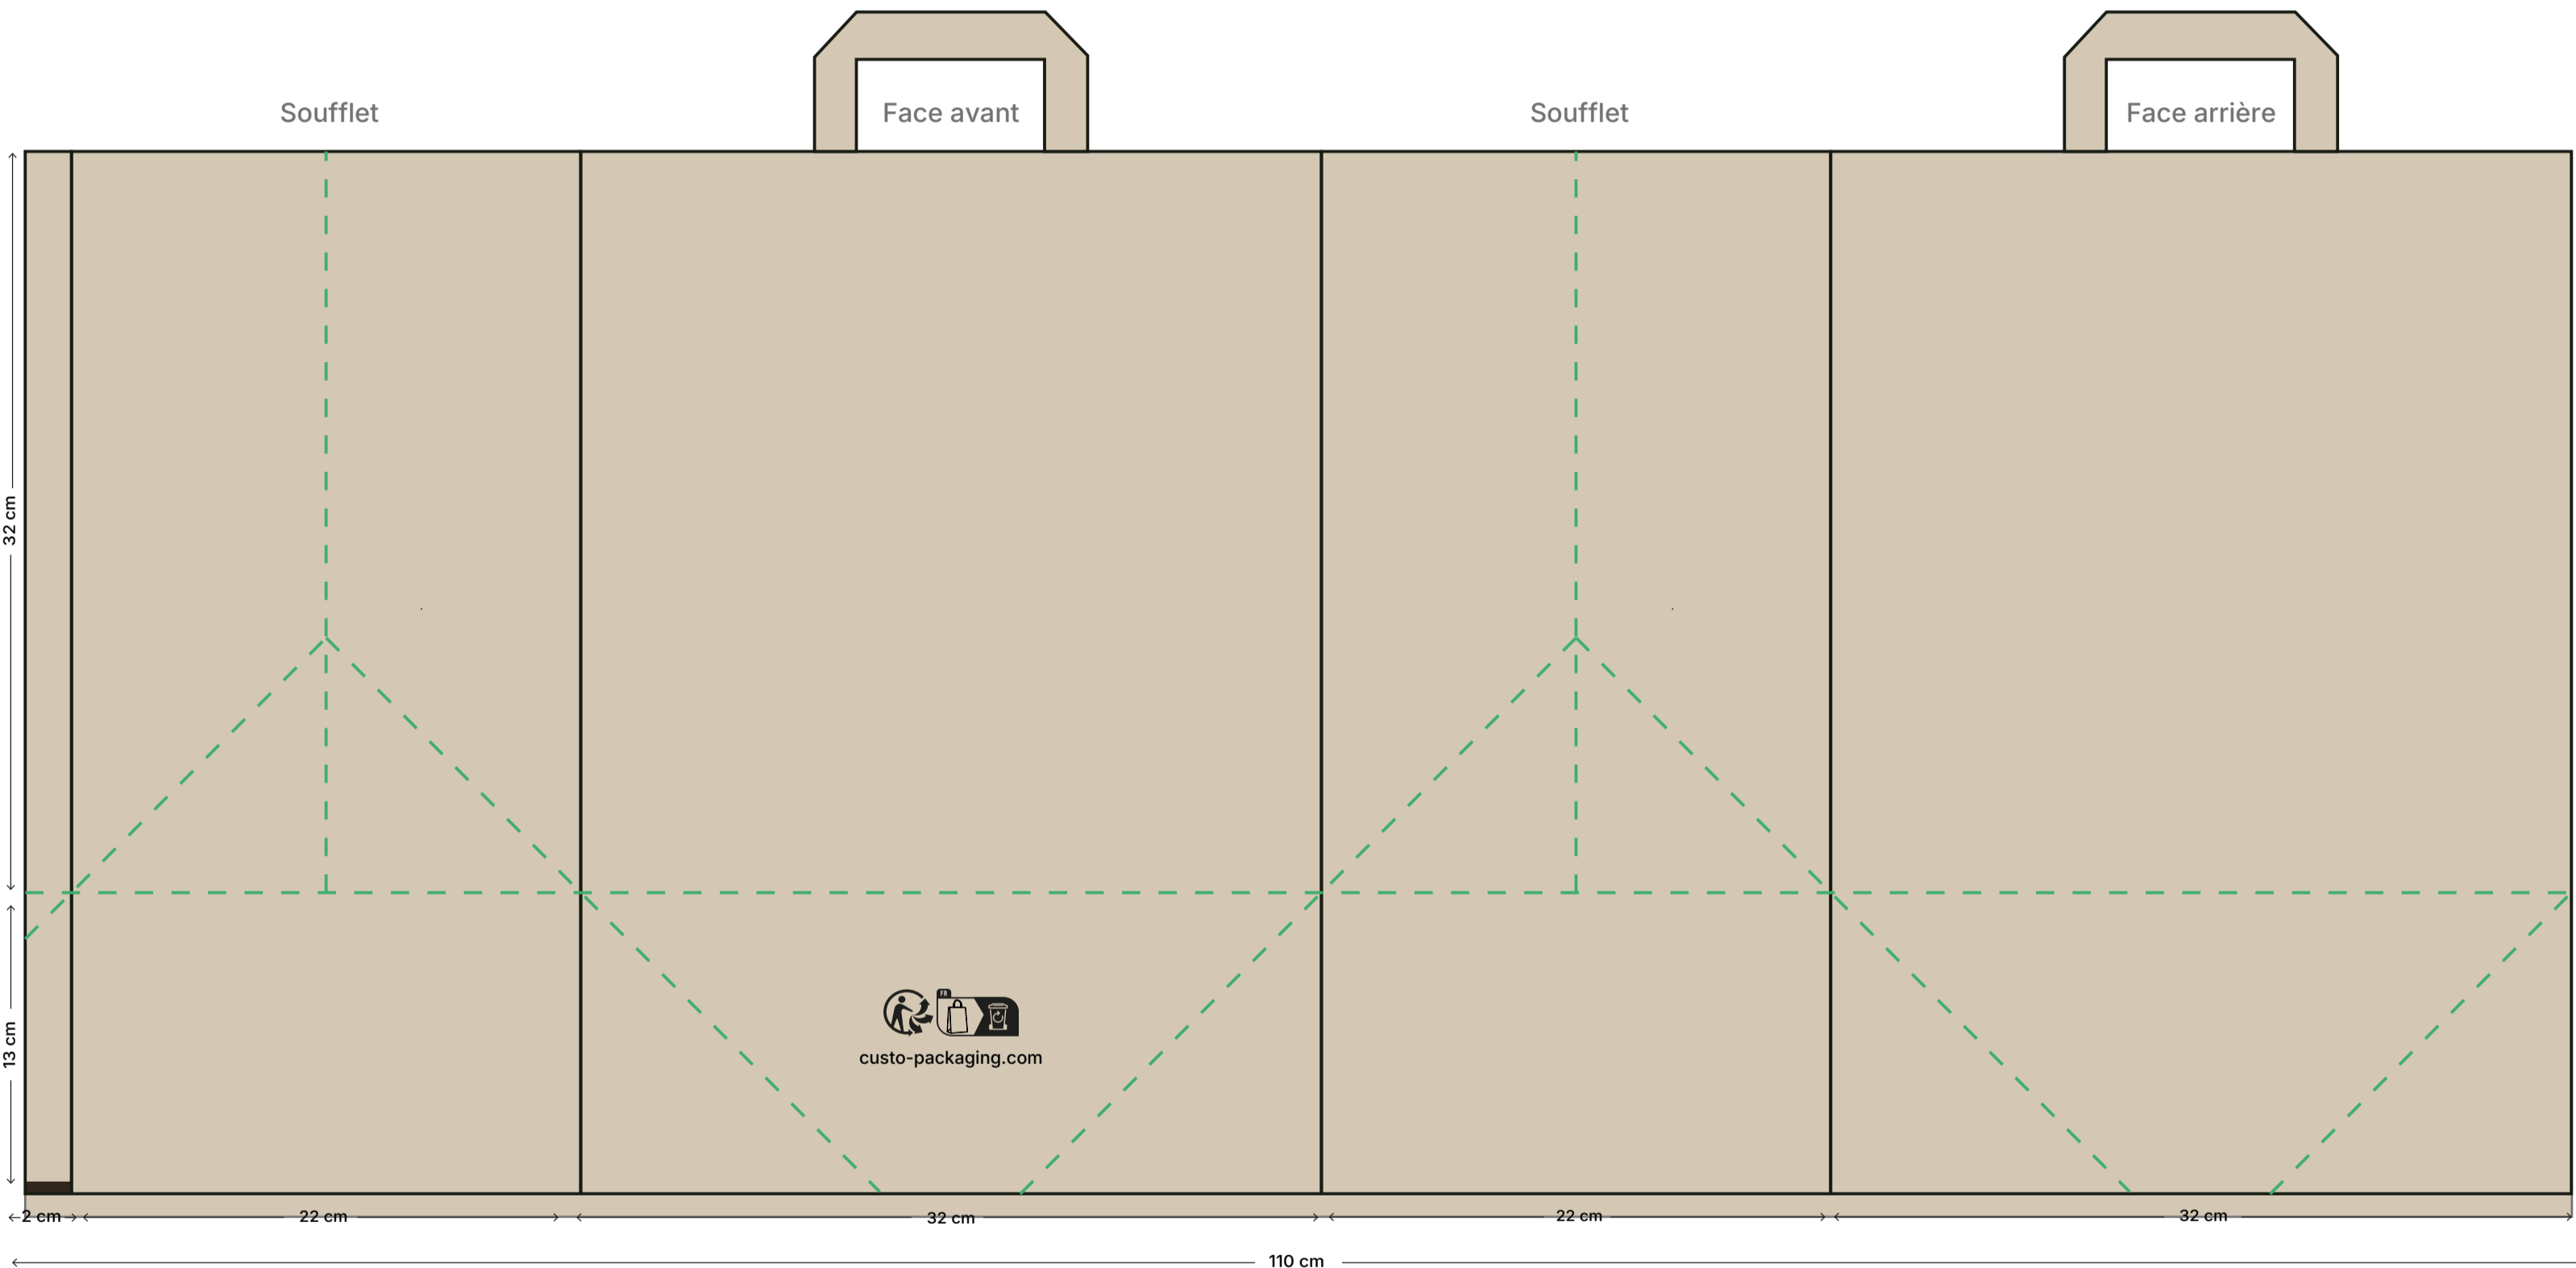 Soufflet
Face avant
Soufflet
Face arrière
32 cm
13 cm
FR
custo-packaging.com
2 cm
22 cm
32 cm
22 cm
32 cm
110 cm